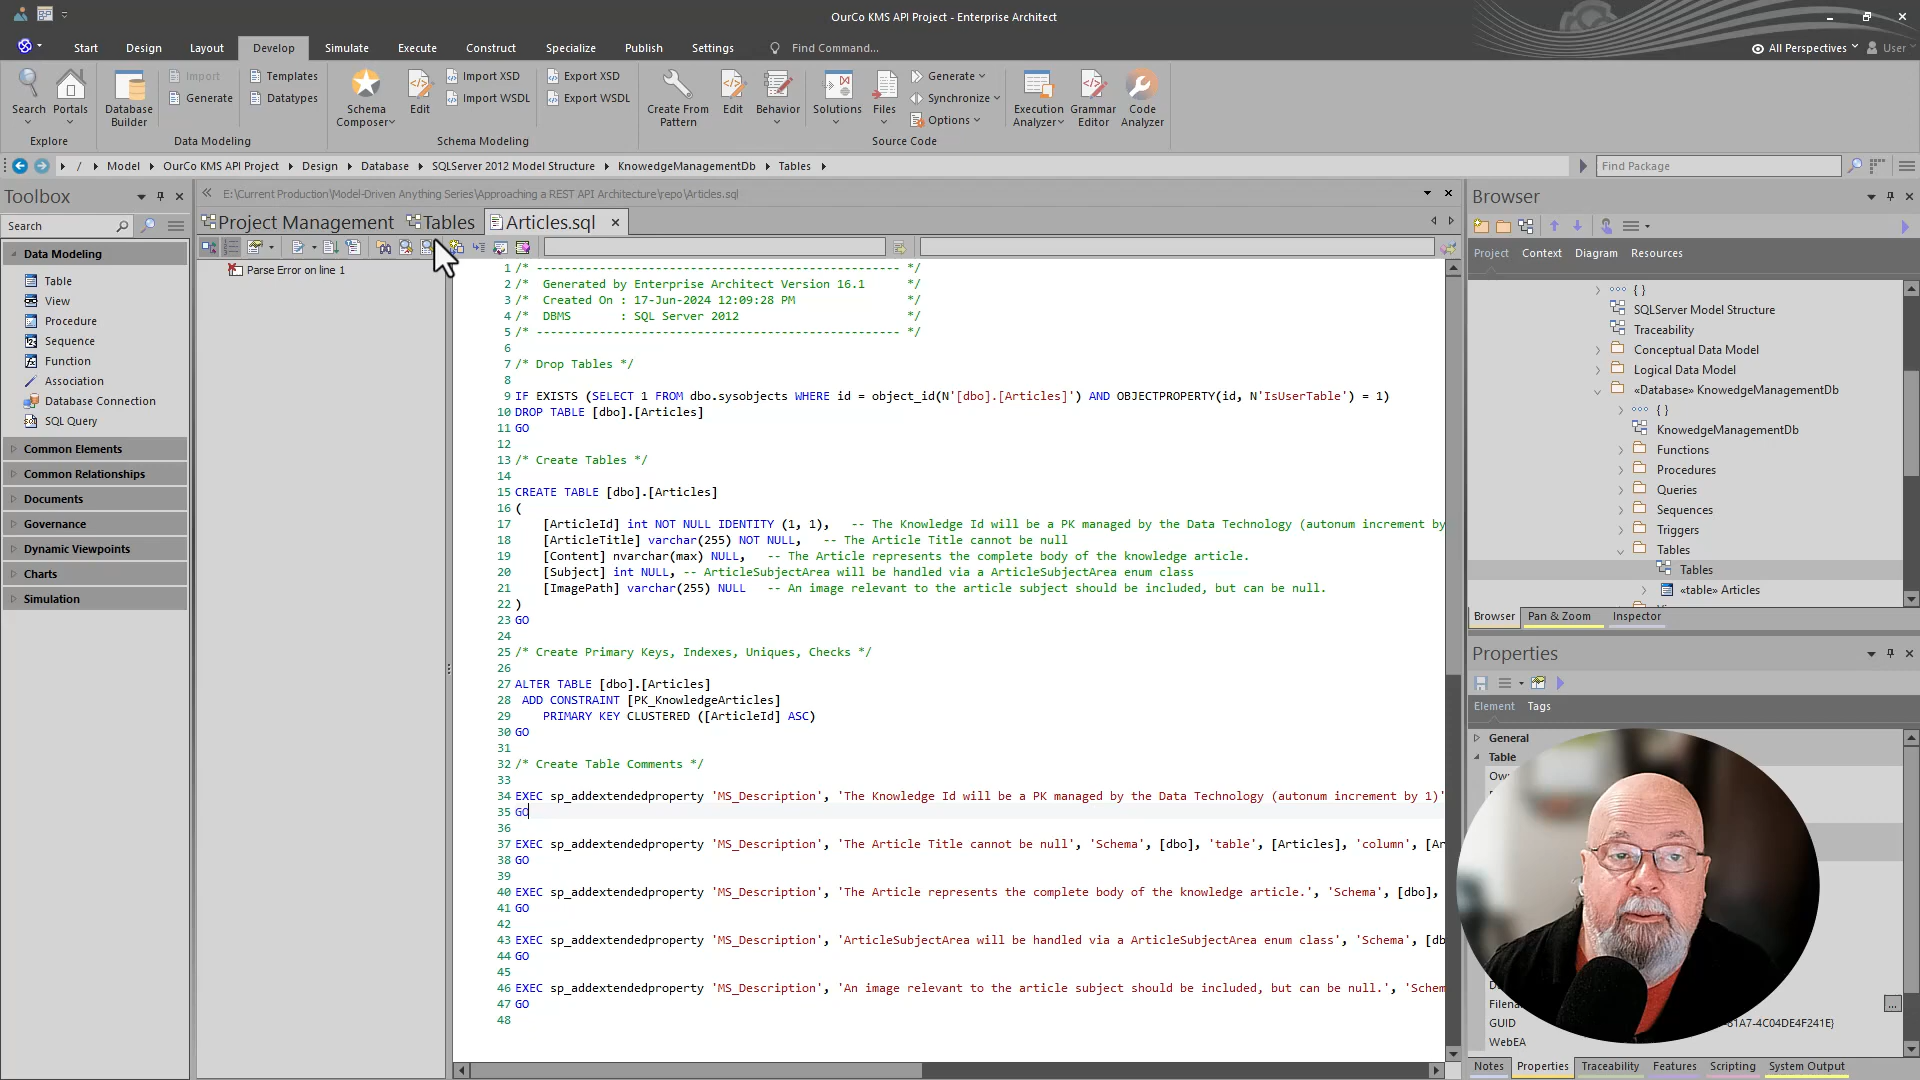 OurCo KMS API Project - Enterprise Architect
Start Design Layout Develop Simulate Execute Construct Specialize Publish Settings Find Command... All Perspectives User
Search Portals Database Builder Import Generate Templates Datatypes Schema Composer Edit Import XSD Import WSDL Export XSD Export WSDL Create From Pattern Edit Behavior Solutions Files Generate Synchronize Options Execution Analyzer Grammar Editor Code Analyzer
Explore Data Modeling Schema Modeling Source Code
/ Model OurCo KMS API Project Design Database SQLServer 2012 Model Structure KnowedgeManagementDb Tables Find Package
Toolbox
Search
Data Modeling
Table
View
Procedure
Sequence
Function
Association
Database Connection
SQL Query
Common Elements
Common Relationships
Documents
Governance
Dynamic Viewpoints
Charts
Simulation
E:\Current Production\Model-Driven Anything Series\Approaching a REST API Architecture\repo\Articles.sql
Project Management Tables Articles.sql
Parse Error on line 1
1 /* ---------------------------------------------------- */
2 /*  Generated by Enterprise Architect Version 16.1      */
3 /*  Created On : 17-Jun-2024 12:09:28 PM                */
4 /*  DBMS       : SQL Server 2012                        */
5 /* ---------------------------------------------------- */
6
7 /* Drop Tables */
8
9 IF EXISTS (SELECT 1 FROM dbo.sysobjects WHERE id = object_id(N'[dbo].[Articles]') AND OBJECTPROPERTY(id, N'IsUserTable') = 1)
10 DROP TABLE [dbo].[Articles]
11 GO
12
13 /* Create Tables */
14
15 CREATE TABLE [dbo].[Articles]
16 (
17 [ArticleId] int NOT NULL IDENTITY (1, 1),   -- The Knowledge Id will be a PK managed by the Data Technology (autonum increment by
18 [ArticleTitle] varchar(255) NOT NULL,   -- The Article Title cannot be null
19 [Content] nvarchar(max) NULL,   -- The Article represents the complete body of the knowledge article.
20 [Subject] int NULL, -- ArticleSubjectArea will be handled via a ArticleSubjectArea enum class
21 [ImagePath] varchar(255) NULL   -- An image relevant to the article subject should be included, but can be null.
22 )
23 GO
24
25 /* Create Primary Keys, Indexes, Uniques, Checks */
26
27 ALTER TABLE [dbo].[Articles]
28 ADD CONSTRAINT [PK_KnowledgeArticles]
29 PRIMARY KEY CLUSTERED ([ArticleId] ASC)
30 GO
31
32 /* Create Table Comments */
33
34 EXEC sp_addextendedproperty 'MS_Description', 'The Knowledge Id will be a PK managed by the Data Technology (autonum increment by 1)'
35 GO
36
37 EXEC sp_addextendedproperty 'MS_Description', 'The Article Title cannot be null', 'Schema', [dbo], 'table', [Articles], 'column', [Ar
38 GO
39
40 EXEC sp_addextendedproperty 'MS_Description', 'The Article represents the complete body of the knowledge article.', 'Schema', [dbo],
41 GO
42
43 EXEC sp_addextendedproperty 'MS_Description', 'ArticleSubjectArea will be handled via a ArticleSubjectArea enum class', 'Schema', [db
44 GO
45
46 EXEC sp_addextendedproperty 'MS_Description', 'An image relevant to the article subject should be included, but can be null.', 'Schem
47 GO
48
Browser
Project Context Diagram Resources
{ }
SQLServer Model Structure
Traceability
Conceptual Data Model
Logical Data Model
«Database» KnowedgeManagementDb
{ }
KnowedgeManagementDb
Functions
Procedures
Queries
Sequences
Triggers
Tables
Tables
«table» Articles
Browser Pan & Zoom Inspector
Properties
Element Tags
General
Table
GUID 81A7-4C04DE4F241E}
WebEA
Notes Properties Traceability Features Scripting System Output